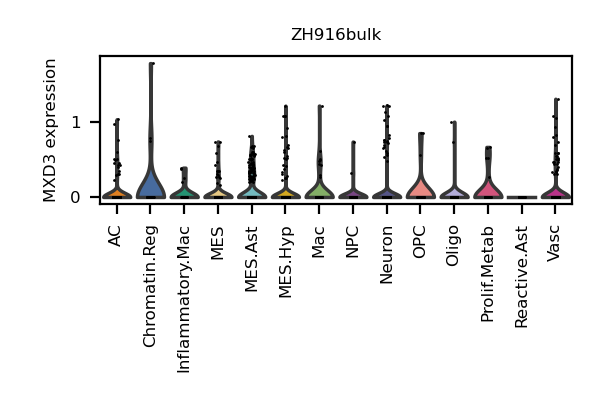 ZH916bulk
MXD3 expression
1
0
AC
Chromatin.Reg
Inflammatory.Mac
MES
MES.Ast
MES.Hyp
Mac
NPC
Neuron
OPC
Oligo
Prolif.Metab
Reactive.Ast
Vasc